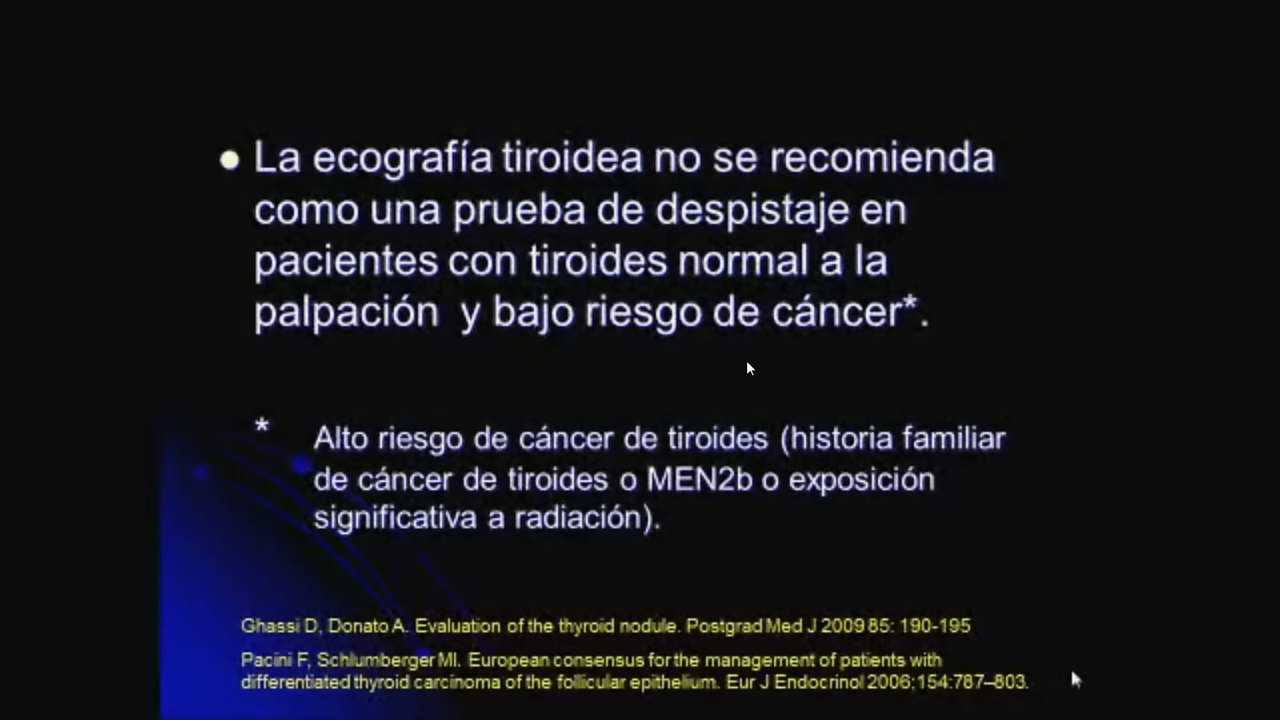 La ecografía tiroidea no se recomienda
como una prueba de despistaje en
pacientes con tiroides normal a la
palpación y bajo riesgo de cáncer*.
* Alto riesgo de cáncer de tiroides (historia familiar
de cáncer de tiroides o MEN2b o exposición
significativa a radiación).
Ghassi D, Donato A. Evaluation of the thyroid nodule. Postgrad Med J 2009 85: 190-195
Pacini F, Schlumberger MI. European consensus for the management of patients with
differentiated thyroid carcinoma of the follicular epithelium. Eur J Endocrinol 2006;154:787–803.